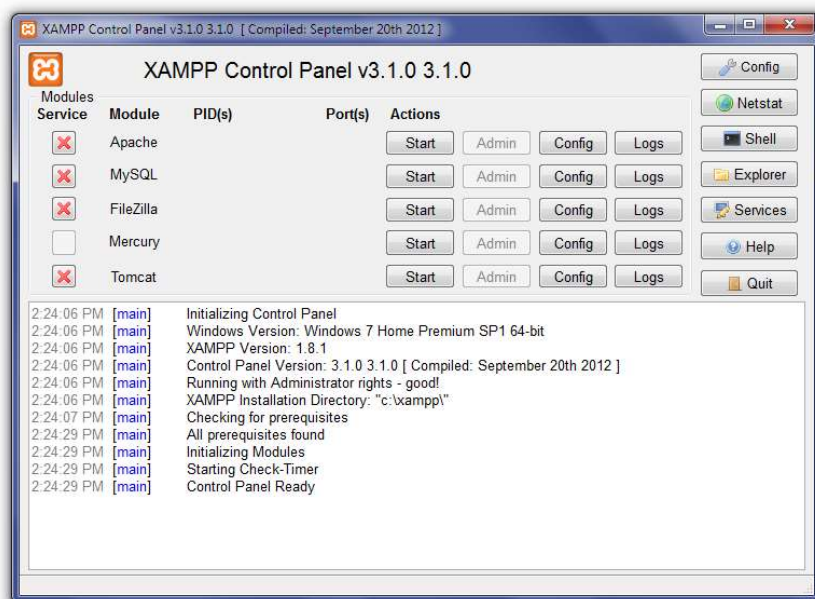 XAMPP Control Panel v3.1.0 3.1.0 [ Compiled: September 20th 2012 ]
XAMPP Control Panel v3.1.0 3.1.0
Config
Modules
Service Module PID(s) Port(s) Actions
Netstat
Apache Start Admin Config Logs
Shell
MySQL Start Admin Config Logs
Explorer
FileZilla Start Admin Config Logs
Services
Mercury Start Admin Config Logs
Help
Tomcat Start Admin Config Logs
Quit
2:24:06 PM [main] Initializing Control Panel
2:24:06 PM [main] Windows Version: Windows 7 Home Premium SP1 64-bit
2:24:06 PM [main] XAMPP Version: 1.8.1
2:24:06 PM [main] Control Panel Version: 3.1.0 3.1.0 [ Compiled: September 20th 2012 ]
2:24:06 PM [main] Running with Administrator rights - good!
2:24:06 PM [main] XAMPP Installation Directory: "c:\xampp\"
2:24:07 PM [main] Checking for prerequisites
2:24:29 PM [main] All prerequisites found
2:24:29 PM [main] Initializing Modules
2:24:29 PM [main] Starting Check-Timer
2:24:29 PM [main] Control Panel Ready